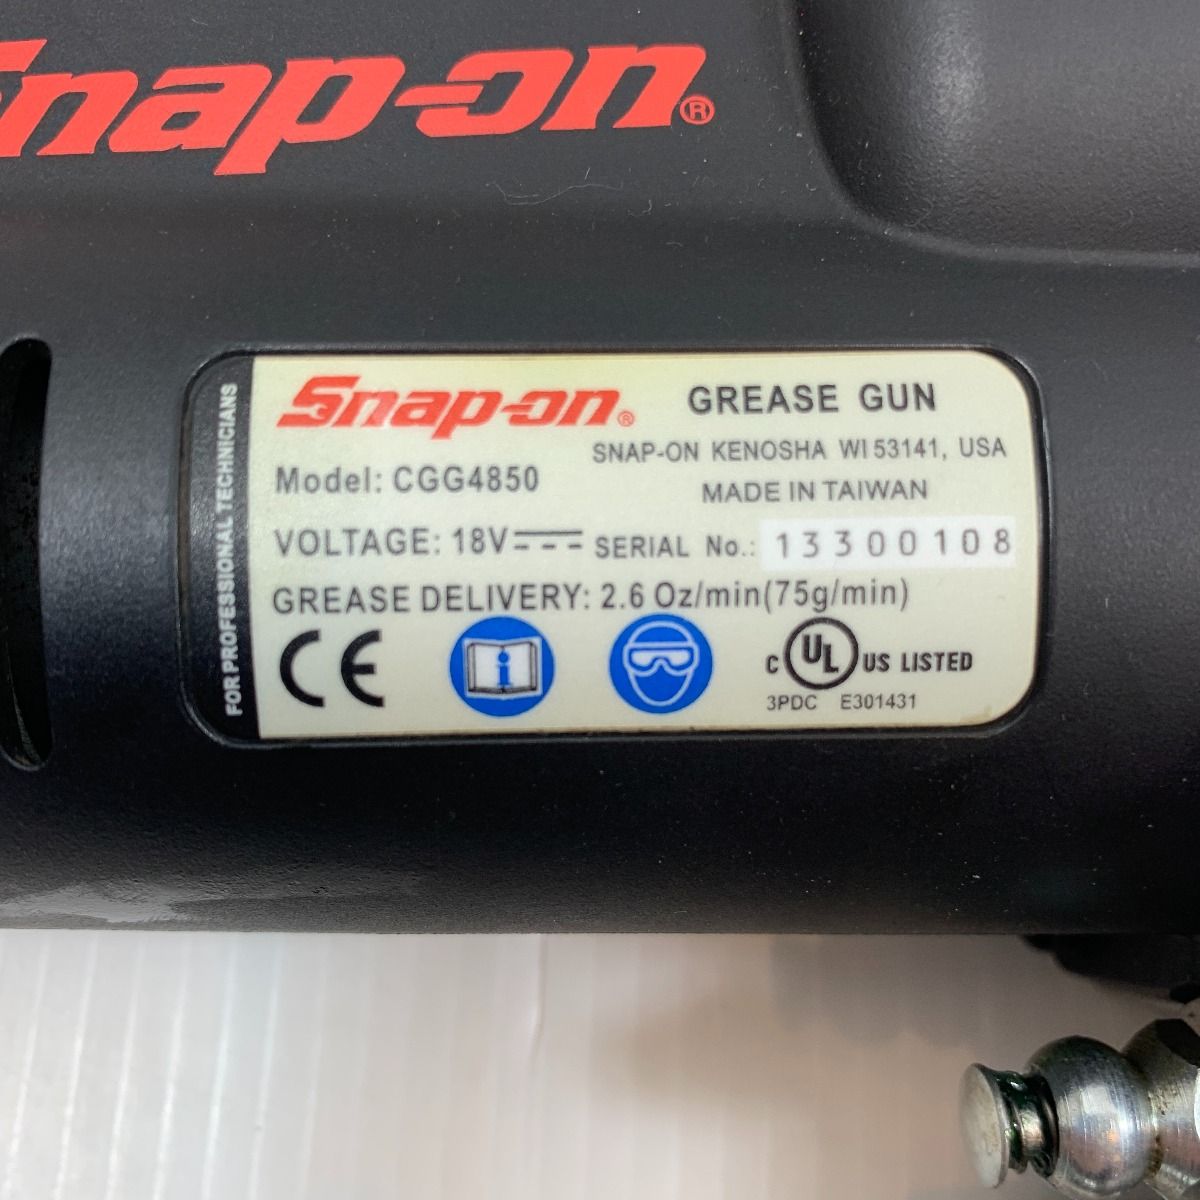 Snap-on®
FOR PROFESSIONAL TECHNICIANS
Snap-on® GREASE GUN
SNAP-ON KENOSHA WI 53141, USA
Model: CGG4850
MADE IN TAIWAN
VOLTAGE: 18V SERIAL No.: 13300108
GREASE DELIVERY: 2.6 Oz/min(75g/min)
CE
i
C UL US LISTED
3PDC E301431